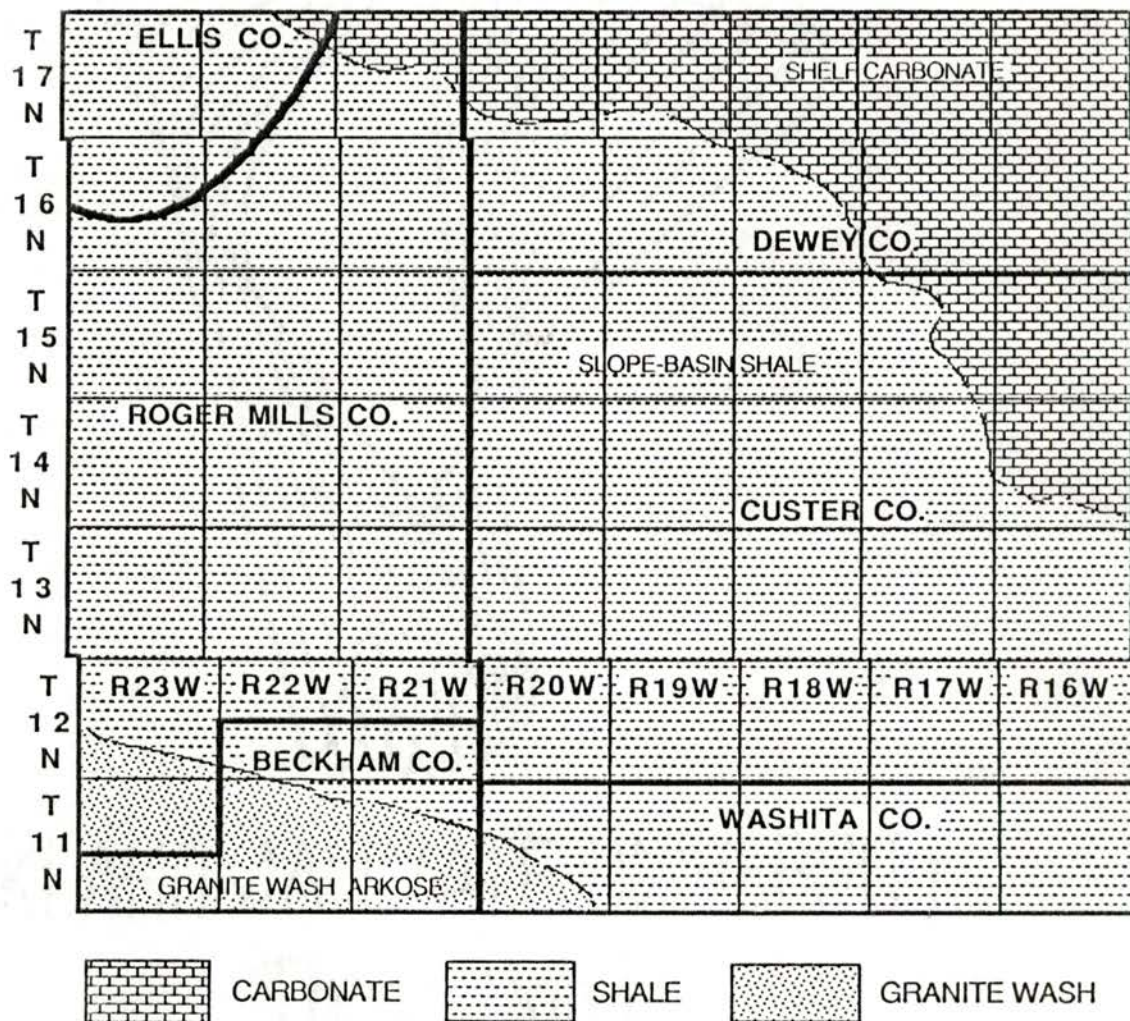 T
17
N
ELLIS CO.
SHELF CARBONATE
T
16
N
DEWEY CO.
T
15
N
SLOPE-BASIN SHALE
T
14
N
ROGER MILLS CO.
CUSTER CO.
T
13
N
T
12
N
R23W R22W R21W R20W R19W R18W R17W R16W
BECKHAM CO.
T
11
N
WASHITA CO.
GRANITE WASH ARKOSE
CARBONATE SHALE GRANITE WASH